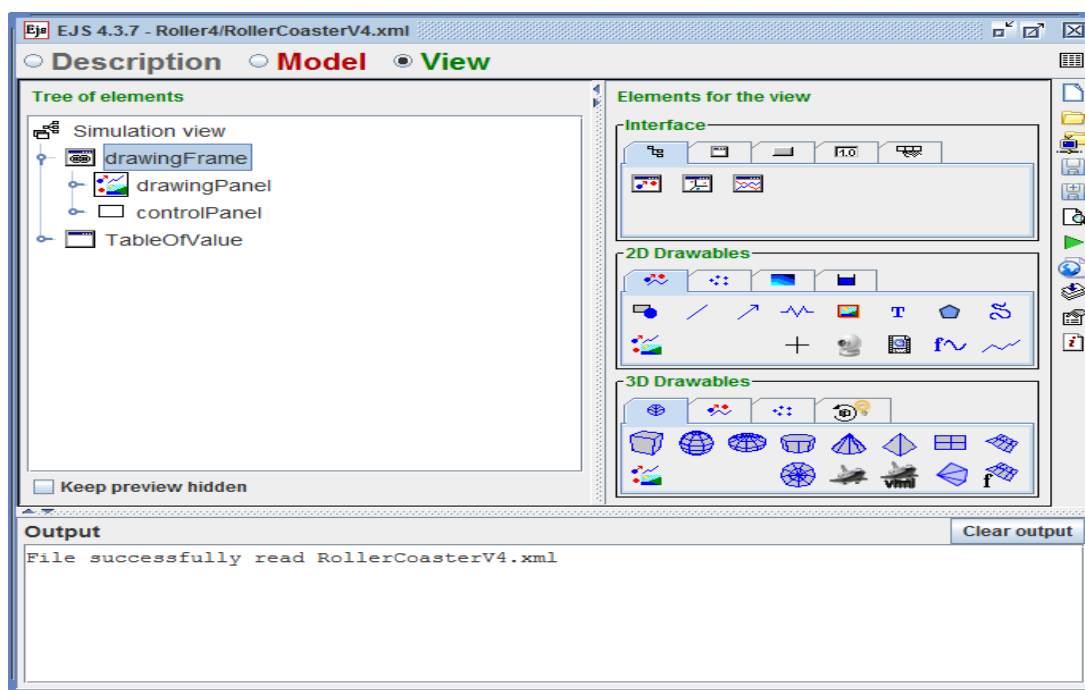 Ejs EJS 4.3.7 - Roller4/RollerCoasterV4.xml
Description Model View
Tree of elements
Simulation view
drawingFrame
drawingPanel
controlPanel
TableOfValue
Keep preview hidden
Elements for the view
Interface
1.0
2D Drawables
T
f
3D Drawables
vrml
f
Output
Clear output
File successfully read RollerCoasterV4.xml